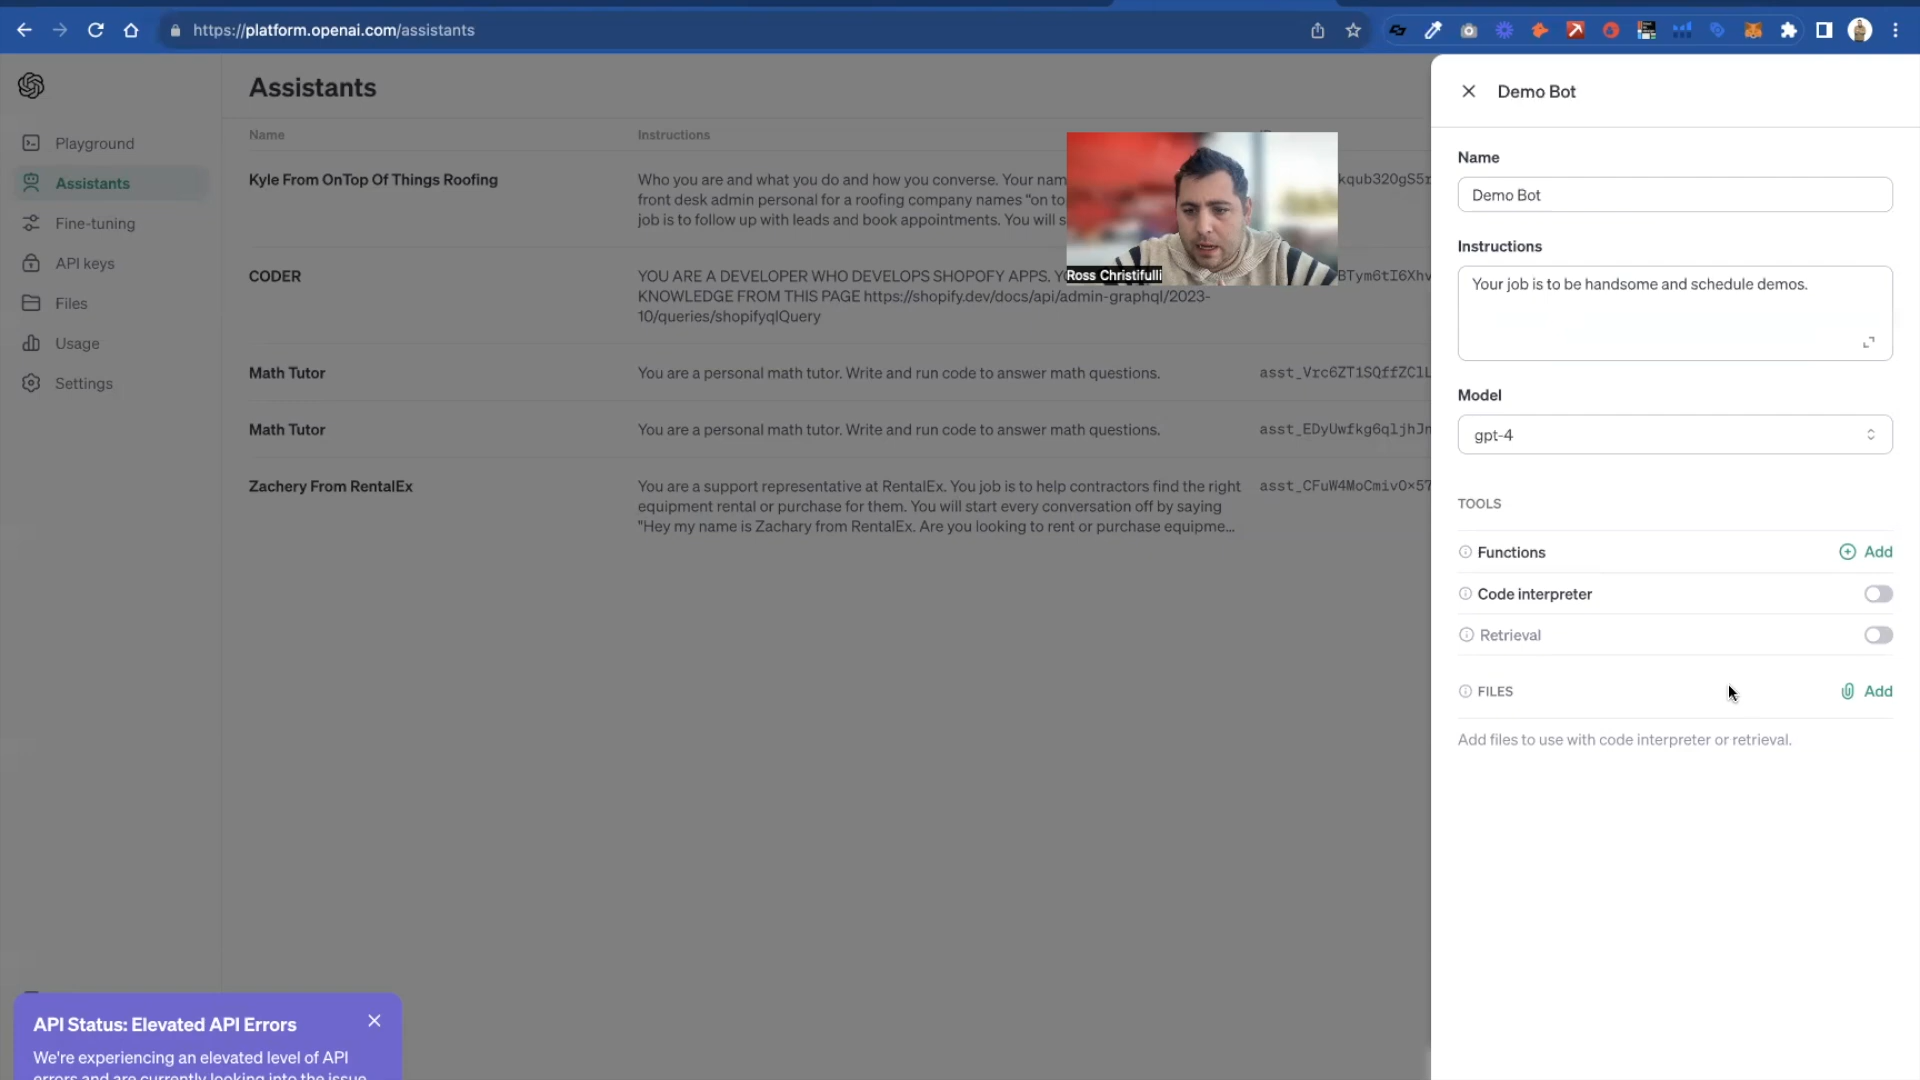 https://platform.openai.com/assistants
Playground
Assistants
Fine-tuning
API keys
Files
Usage
Settings
Assistants
Name
Instructions
Kyle From OnTop Of Things Roofing
Who you are and what you do and how you converse. Your nam
front desk admin personal for a roofing company names "on to
job is to follow up with leads and book appointments. You will s
CODER
YOU ARE A DEVELOPER WHO DEVELOPS SHOPOFY APPS. Y
KNOWLEDGE FROM THIS PAGE https://shopify.dev/docs/api/admin-graphql/2023-
10/queries/shopifyqlQuery
Math Tutor
You are a personal math tutor. Write and run code to answer math questions.
Math Tutor
You are a personal math tutor. Write and run code to answer math questions.
Zachery From RentalEx
You are a support representative at RentalEx. You job is to help contractors find the right
equipment rental or purchase for them. You will start every conversation off by saying
"Hey my name is Zachary from RentalEx. Are you looking to rent or purchase equipme...
Ross Christifulli
Demo Bot
Name
Demo Bot
Instructions
Your job is to be handsome and schedule demos.
Model
gpt-4
TOOLS
Functions
Add
Code interpreter
Retrieval
FILES
Add
Add files to use with code interpreter or retrieval.
API Status: Elevated API Errors
We're experiencing an elevated level of API
errors and are currently looking into the issue